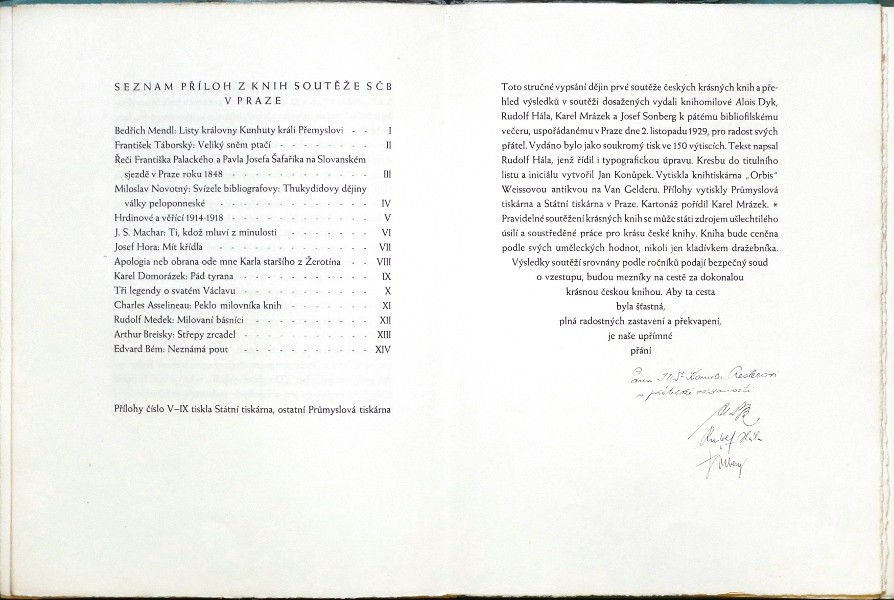 SEZNAM PŘÍLOH Z KNIH SOUTĚŽE SČB
V PRAZE
Bedřich Mendl: Listy královny Kunhuty králi Přemyslovi - - I
František Táborský: Veliký sněm ptačí - - - - - - - - - II
Řeči Františka Palackého a Pavla Josefa Šafaříka na Slovanském
sjezdě v Praze roku 1848 - - - - - - - - - - - III
Miloslav Novotný: Svízele bibliografovy: Thukydidovy dějiny
války peloponneské - - - - - - - - - - - - IV
Hrdinové a věřící 1914-1918 - - - - - - - - - - - V
J. S. Machar: Ti, kdož mluví z minulosti - - - - - - - - VI
Josef Hora: Mít křídla - - - - - - - - - - - - - VII
Apologia neb obrana ode mne Karla staršího z Žerotína - - VIII
Karel Domorázek: Pád tyrana - - - - - - - - - - - IX
Tři legendy o svatém Václavu - - - - - - - - - - - X
Charles Asselineau: Peklo milovníka knih - - - - - - - XI
Rudolf Medek: Milovaní básníci - - - - - - - - - - XII
Arthur Breisky: Střepy zrcadel - - - - - - - - - - - XIII
Edvard Bém: Neznámá pout - - - - - - - - - - - XIV
Přílohy číslo V–IX tiskla Státní tiskárna, ostatní Průmyslová tiskárna
Toto stručné vypsání dějin prvé soutěže českých krásných knih a pře-
hled výsledků v soutěži dosažených vydali knihomilové Alois Dyk,
Rudolf Hála, Karel Mrázek a Josef Sonberg k pátému bibliofilskému
večeru, uspořádanému v Praze dne 2. listopadu 1929, pro radost svých
přátel. Vydáno bylo jako soukromý tisk ve 150 výtiscích. Tekst napsal
Rudolf Hála, jenž řídil i typografickou úpravu. Kresbu do titulního
listu a iniciálu vytvořil Jan Konůpek. Vytiskla knihtiskárna „Orbis“
Weissovou antikvou na Van Gelderu. Přílohy vytiskly Průmyslová
tiskárna a Státní tiskárna v Praze. Kartonáž pořídil Karel Mrázek. *
Pravidelné soutěžení krásných knih se může státi zdrojem ušlechtilého
úsilí a soustředěné práce pro krásu české knihy. Kniha bude ceněna
podle svých uměleckých hodnot, nikoli jen kladívkem dražebníka.
Výsledky soutěží srovnány podle ročníků podají bezpečný soud
o vzestupu, budou mezníky na cestě za dokonalou
krásnou českou knihou. Aby ta cesta
byla šťastná,
plná radostných zastavení a překvapení,
je naše upřímné
přání
Panu
v přátelské oddanosti
Rudolf Hála